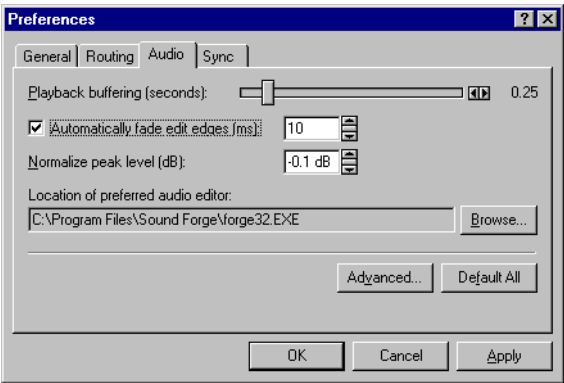 Preferences
General Routing Audio Sync
Playback buffering (seconds): 0.25
Automatically fade edit edges (ms): 10
Normalize peak level (dB): -0.1 dB
Location of preferred audio editor:
C:\Program Files\Sound Forge\forge32.EXE Browse...
Advanced... Default All
OK Cancel Apply